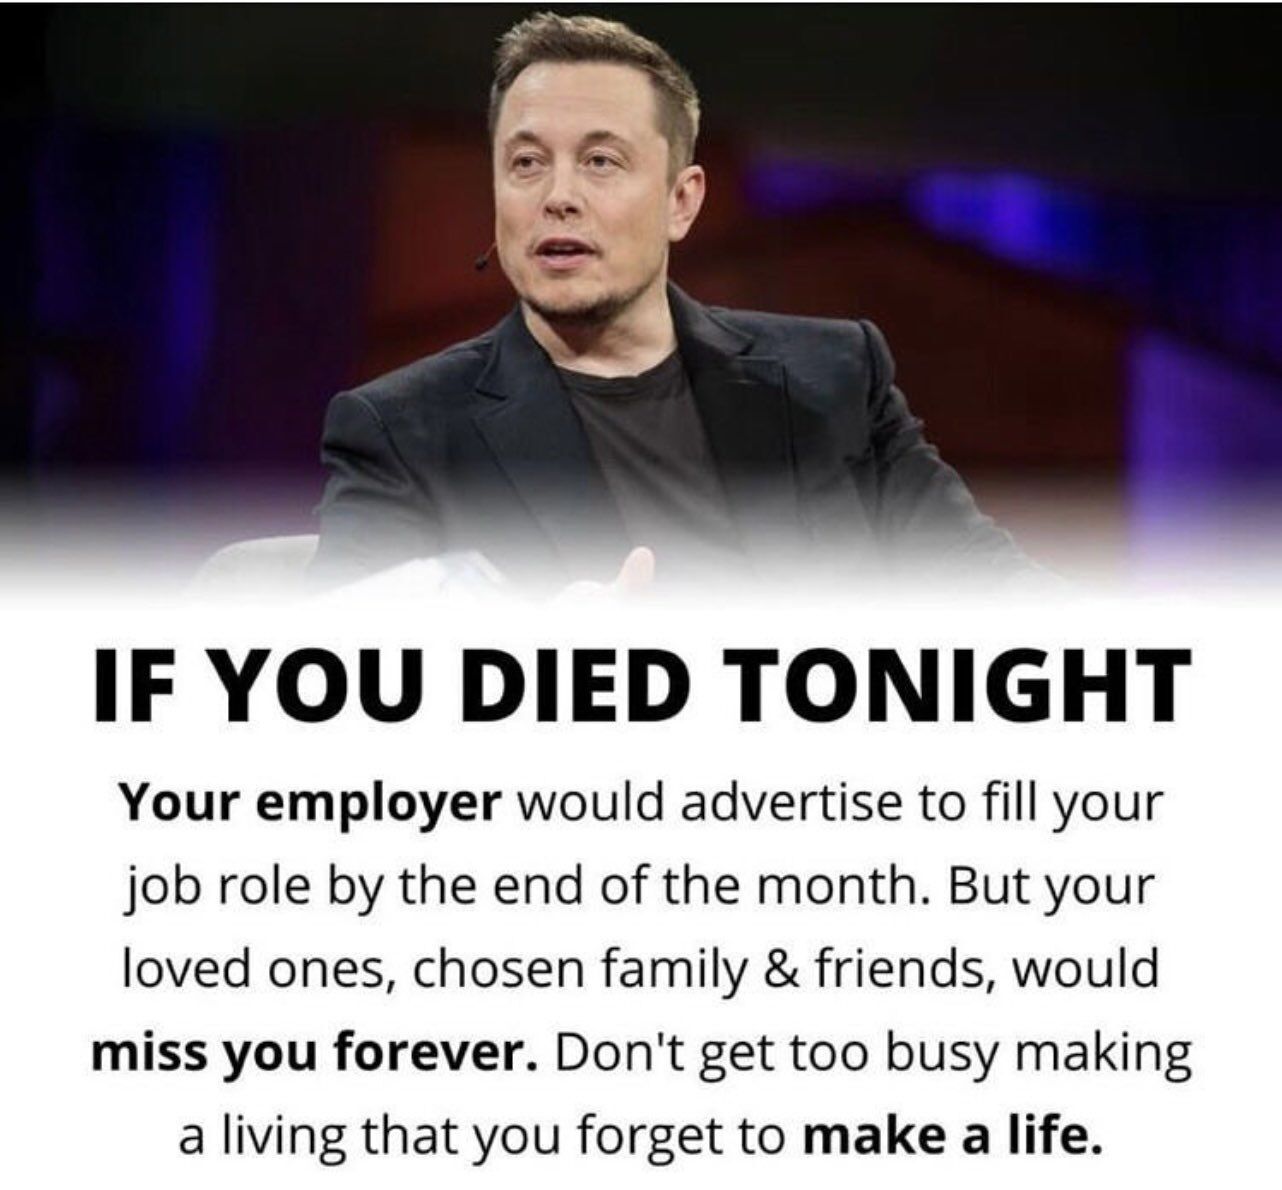 IF YOU DIED TONIGHT
Your employer would advertise to fill your
job role by the end of the month. But your
loved ones, chosen family & friends, would
miss you forever. Don't get too busy making
a living that you forget to make a life.